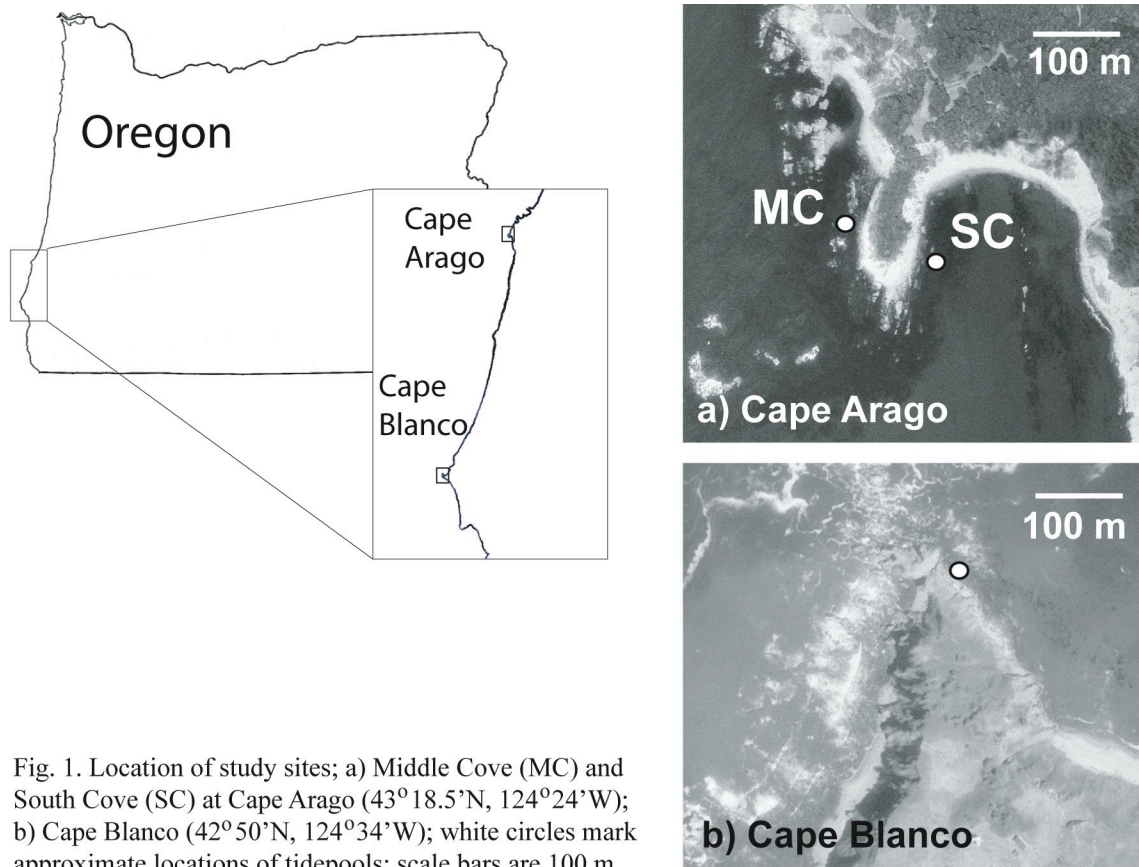 Oregon
Cape
Arago
Cape
Blanco
100 m
MC
SC
a) Cape Arago
100 m
b) Cape Blanco
Fig. 1. Location of study sites; a) Middle Cove (MC) and
South Cove (SC) at Cape Arago (43°18.5'N, 124°24'W);
b) Cape Blanco (42°50'N, 124°34'W); white circles mark
approximate locations of tidepools; scale bars are 100 m